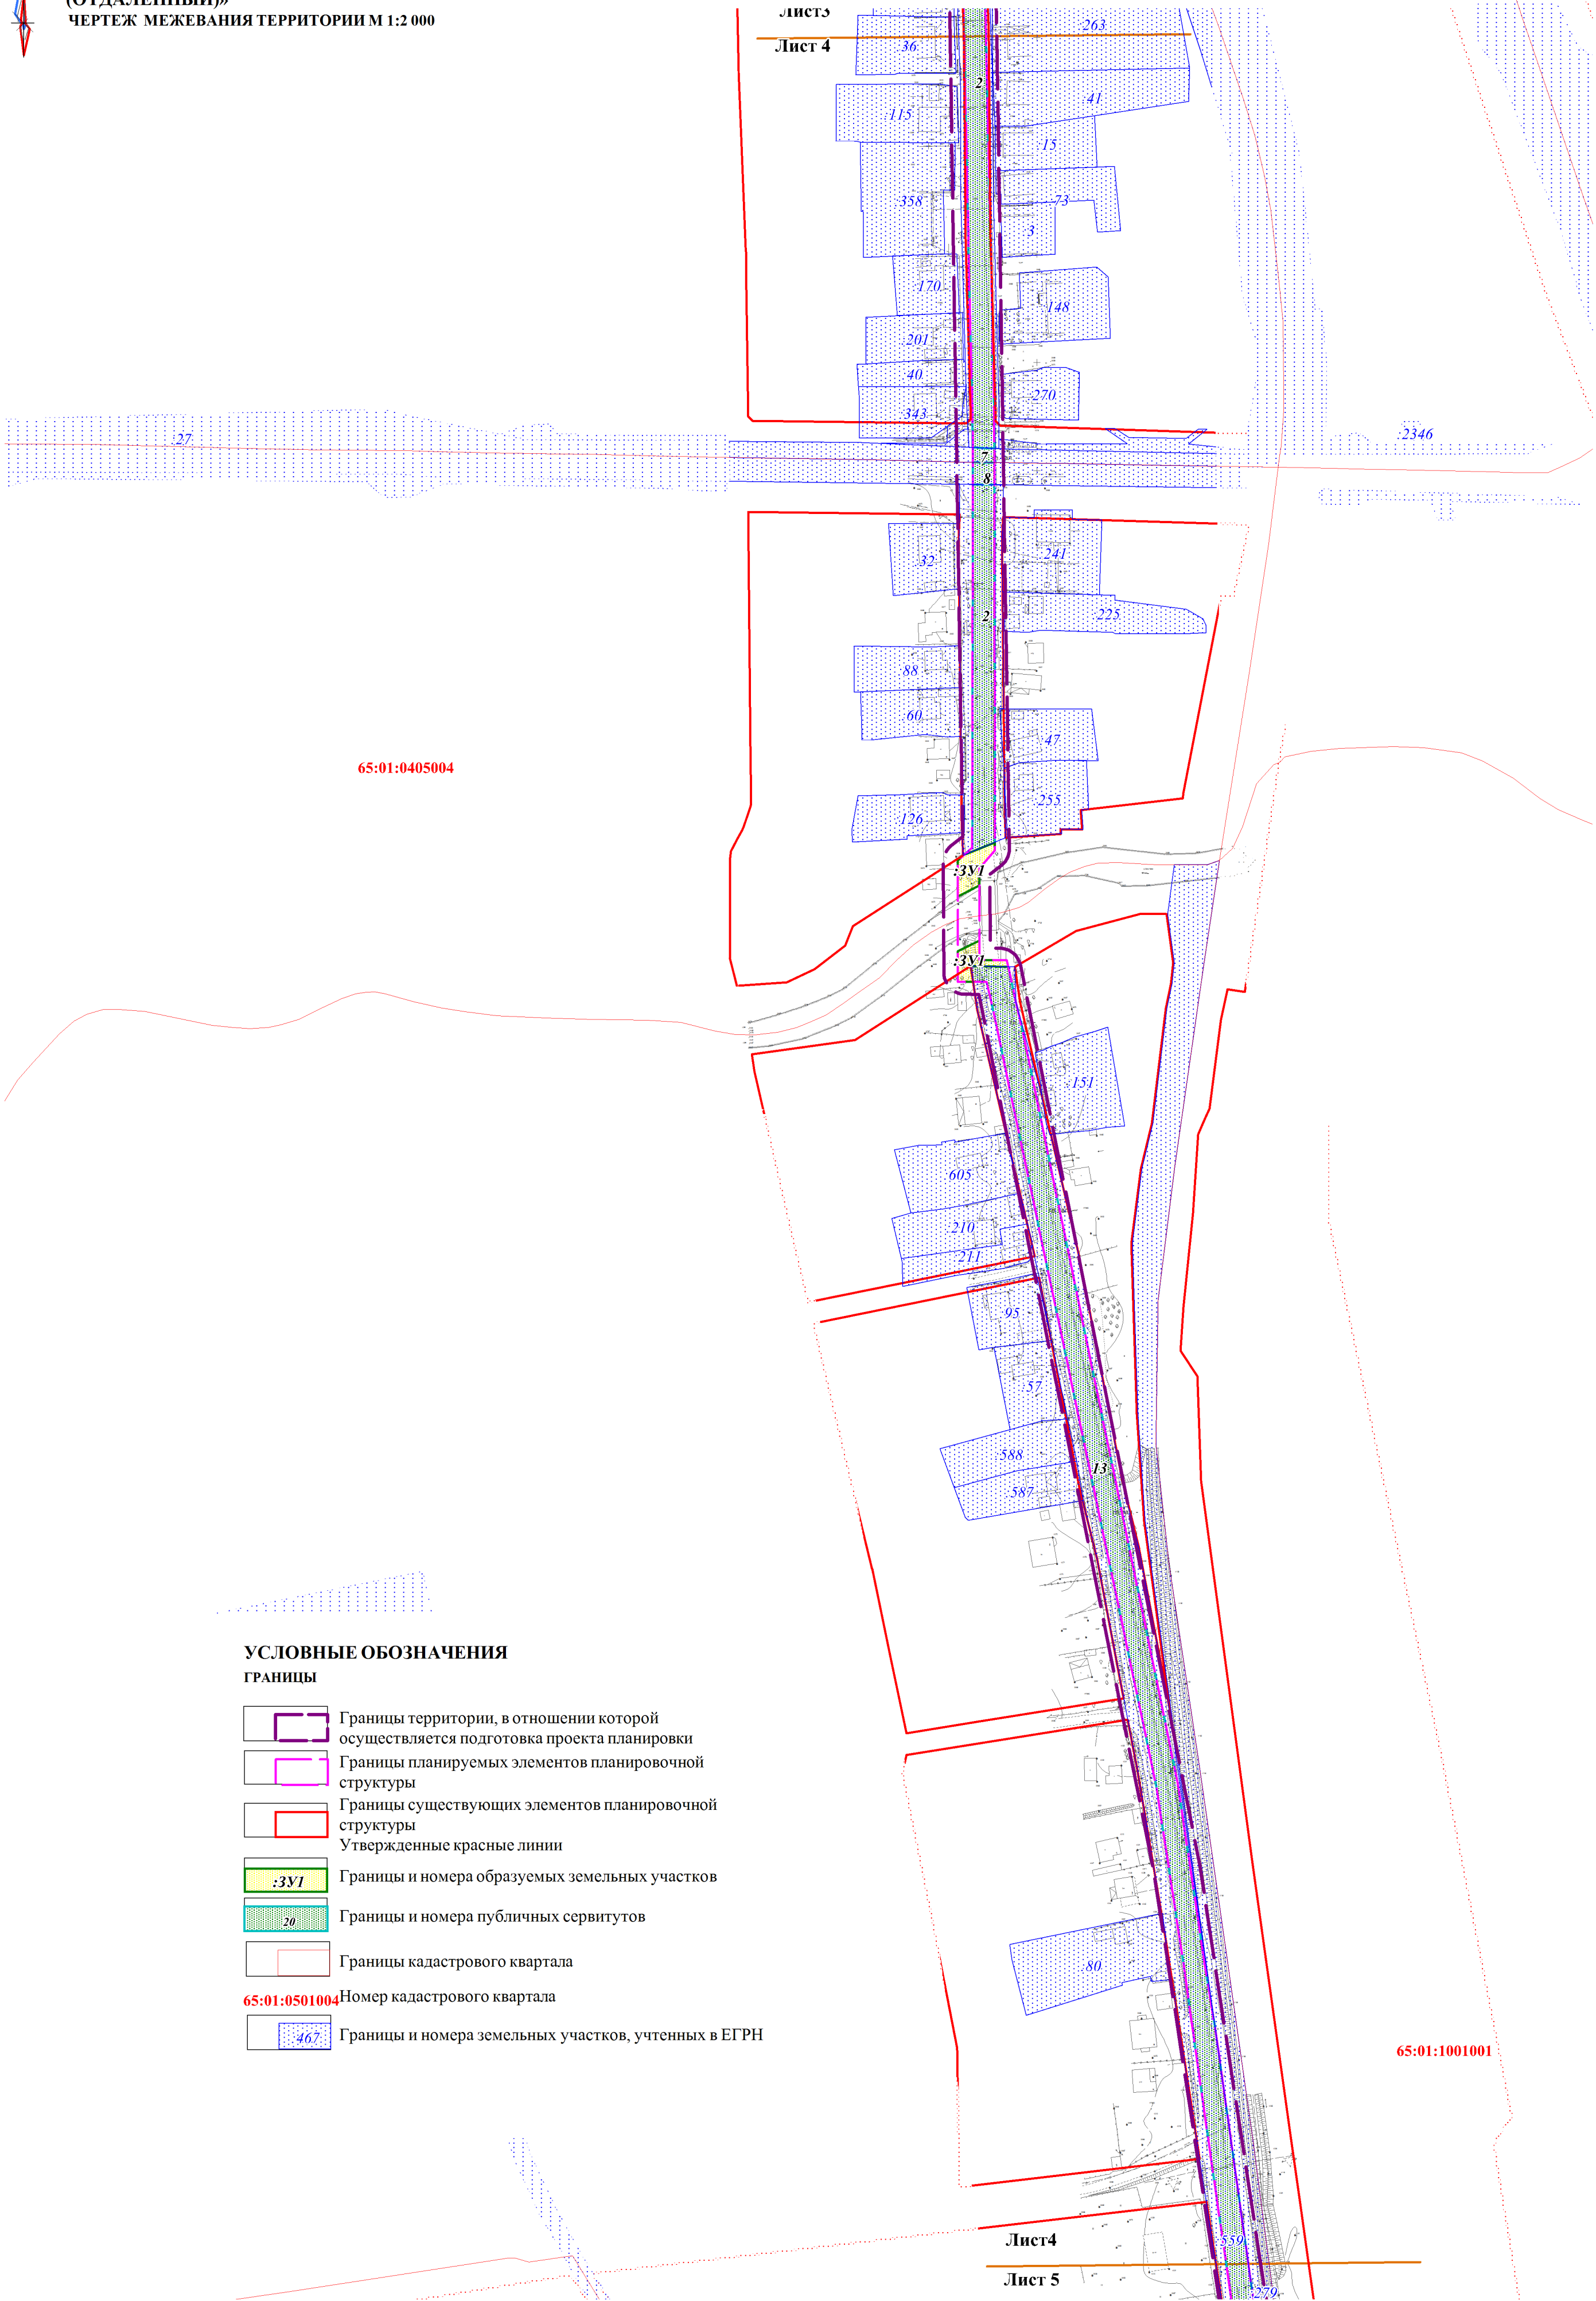 (ОТДАЛЕННЫЙ)»
ЧЕРТЕЖ МЕЖЕВАНИЯ ТЕРРИТОРИИ М 1:2 000
Лист3
Лист 4
:263
:36
2
:41
:115
:15
:358
:73
:3
:170
:148
:201
:40
:270
:343
:27
:2346
7
8
:32
:241
2
:225
:88
:60
:47
65:01:0405004
:255
:126
:ЗУ1
:ЗУ1
:151
:605
:210
:211
:95
:57
:588
13
:587
УСЛОВНЫЕ ОБОЗНАЧЕНИЯ
ГРАНИЦЫ
Границы территории, в отношении которой
осуществляется подготовка проекта планировки
Границы планируемых элементов планировочной
структуры
Границы существующих элементов планировочной
структуры
Утвержденные красные линии
:ЗУ1 Границы и номера образуемых земельных участков
20 Границы и номера публичных сервитутов
Границы кадастрового квартала
65:01:0501004 Номер кадастрового квартала
:467 Границы и номера земельных участков, учтенных в ЕГРН
:80
65:01:1001001
Лист4
:559
Лист 5
:279